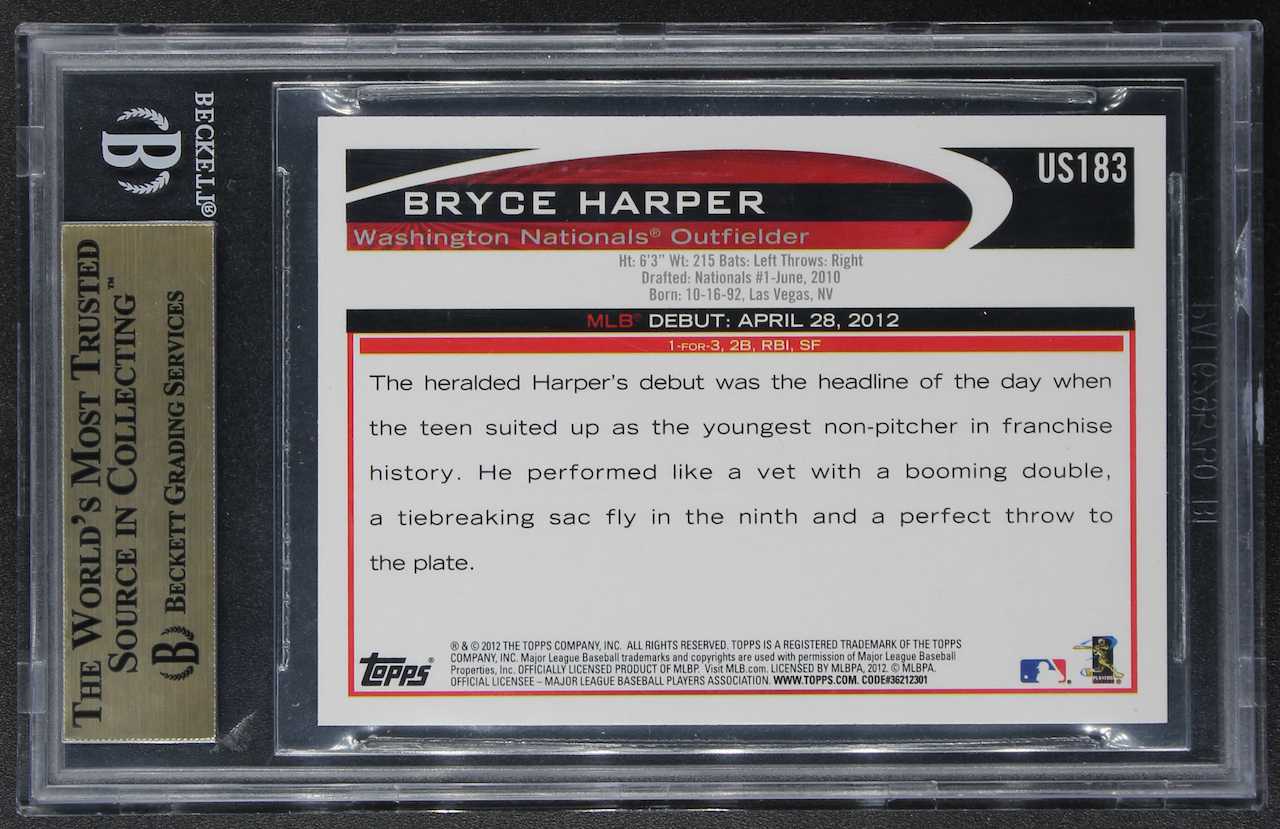 BECKETT®
B
THE WORLD'S MOST TRUSTED
SOURCE IN COLLECTING™
B BECKETT GRADING SERVICES
US183
BRYCE HARPER
Washington Nationals® Outfielder
Ht: 6'3" Wt: 215 Bats: Left Throws: Right
Drafted: Nationals #1-June, 2010
Born: 10-16-92, Las Vegas, NV
MLB® DEBUT: APRIL 28, 2012
1-FOR-3, 2B, RBI, SF
The heralded Harper's debut was the headline of the day when
the teen suited up as the youngest non-pitcher in franchise
history. He performed like a vet with a booming double,
a tiebreaking sac fly in the ninth and a perfect throw to
the plate.
TOPPS®
® & © 2012 THE TOPPS COMPANY, INC. ALL RIGHTS RESERVED. TOPPS IS A REGISTERED TRADEMARK OF THE TOPPS
COMPANY, INC. Major League Baseball trademarks and copyrights are used with permission of Major League Baseball
Properties, Inc. OFFICIALLY LICENSED PRODUCT OF MLBP. Visit MLB.com. LICENSED BY MLBPA, 2012. © MLBPA.
OFFICIAL LICENSEE – MAJOR LEAGUE BASEBALL PLAYERS ASSOCIATION. WWW.TOPPS.COM. CODE#36212301